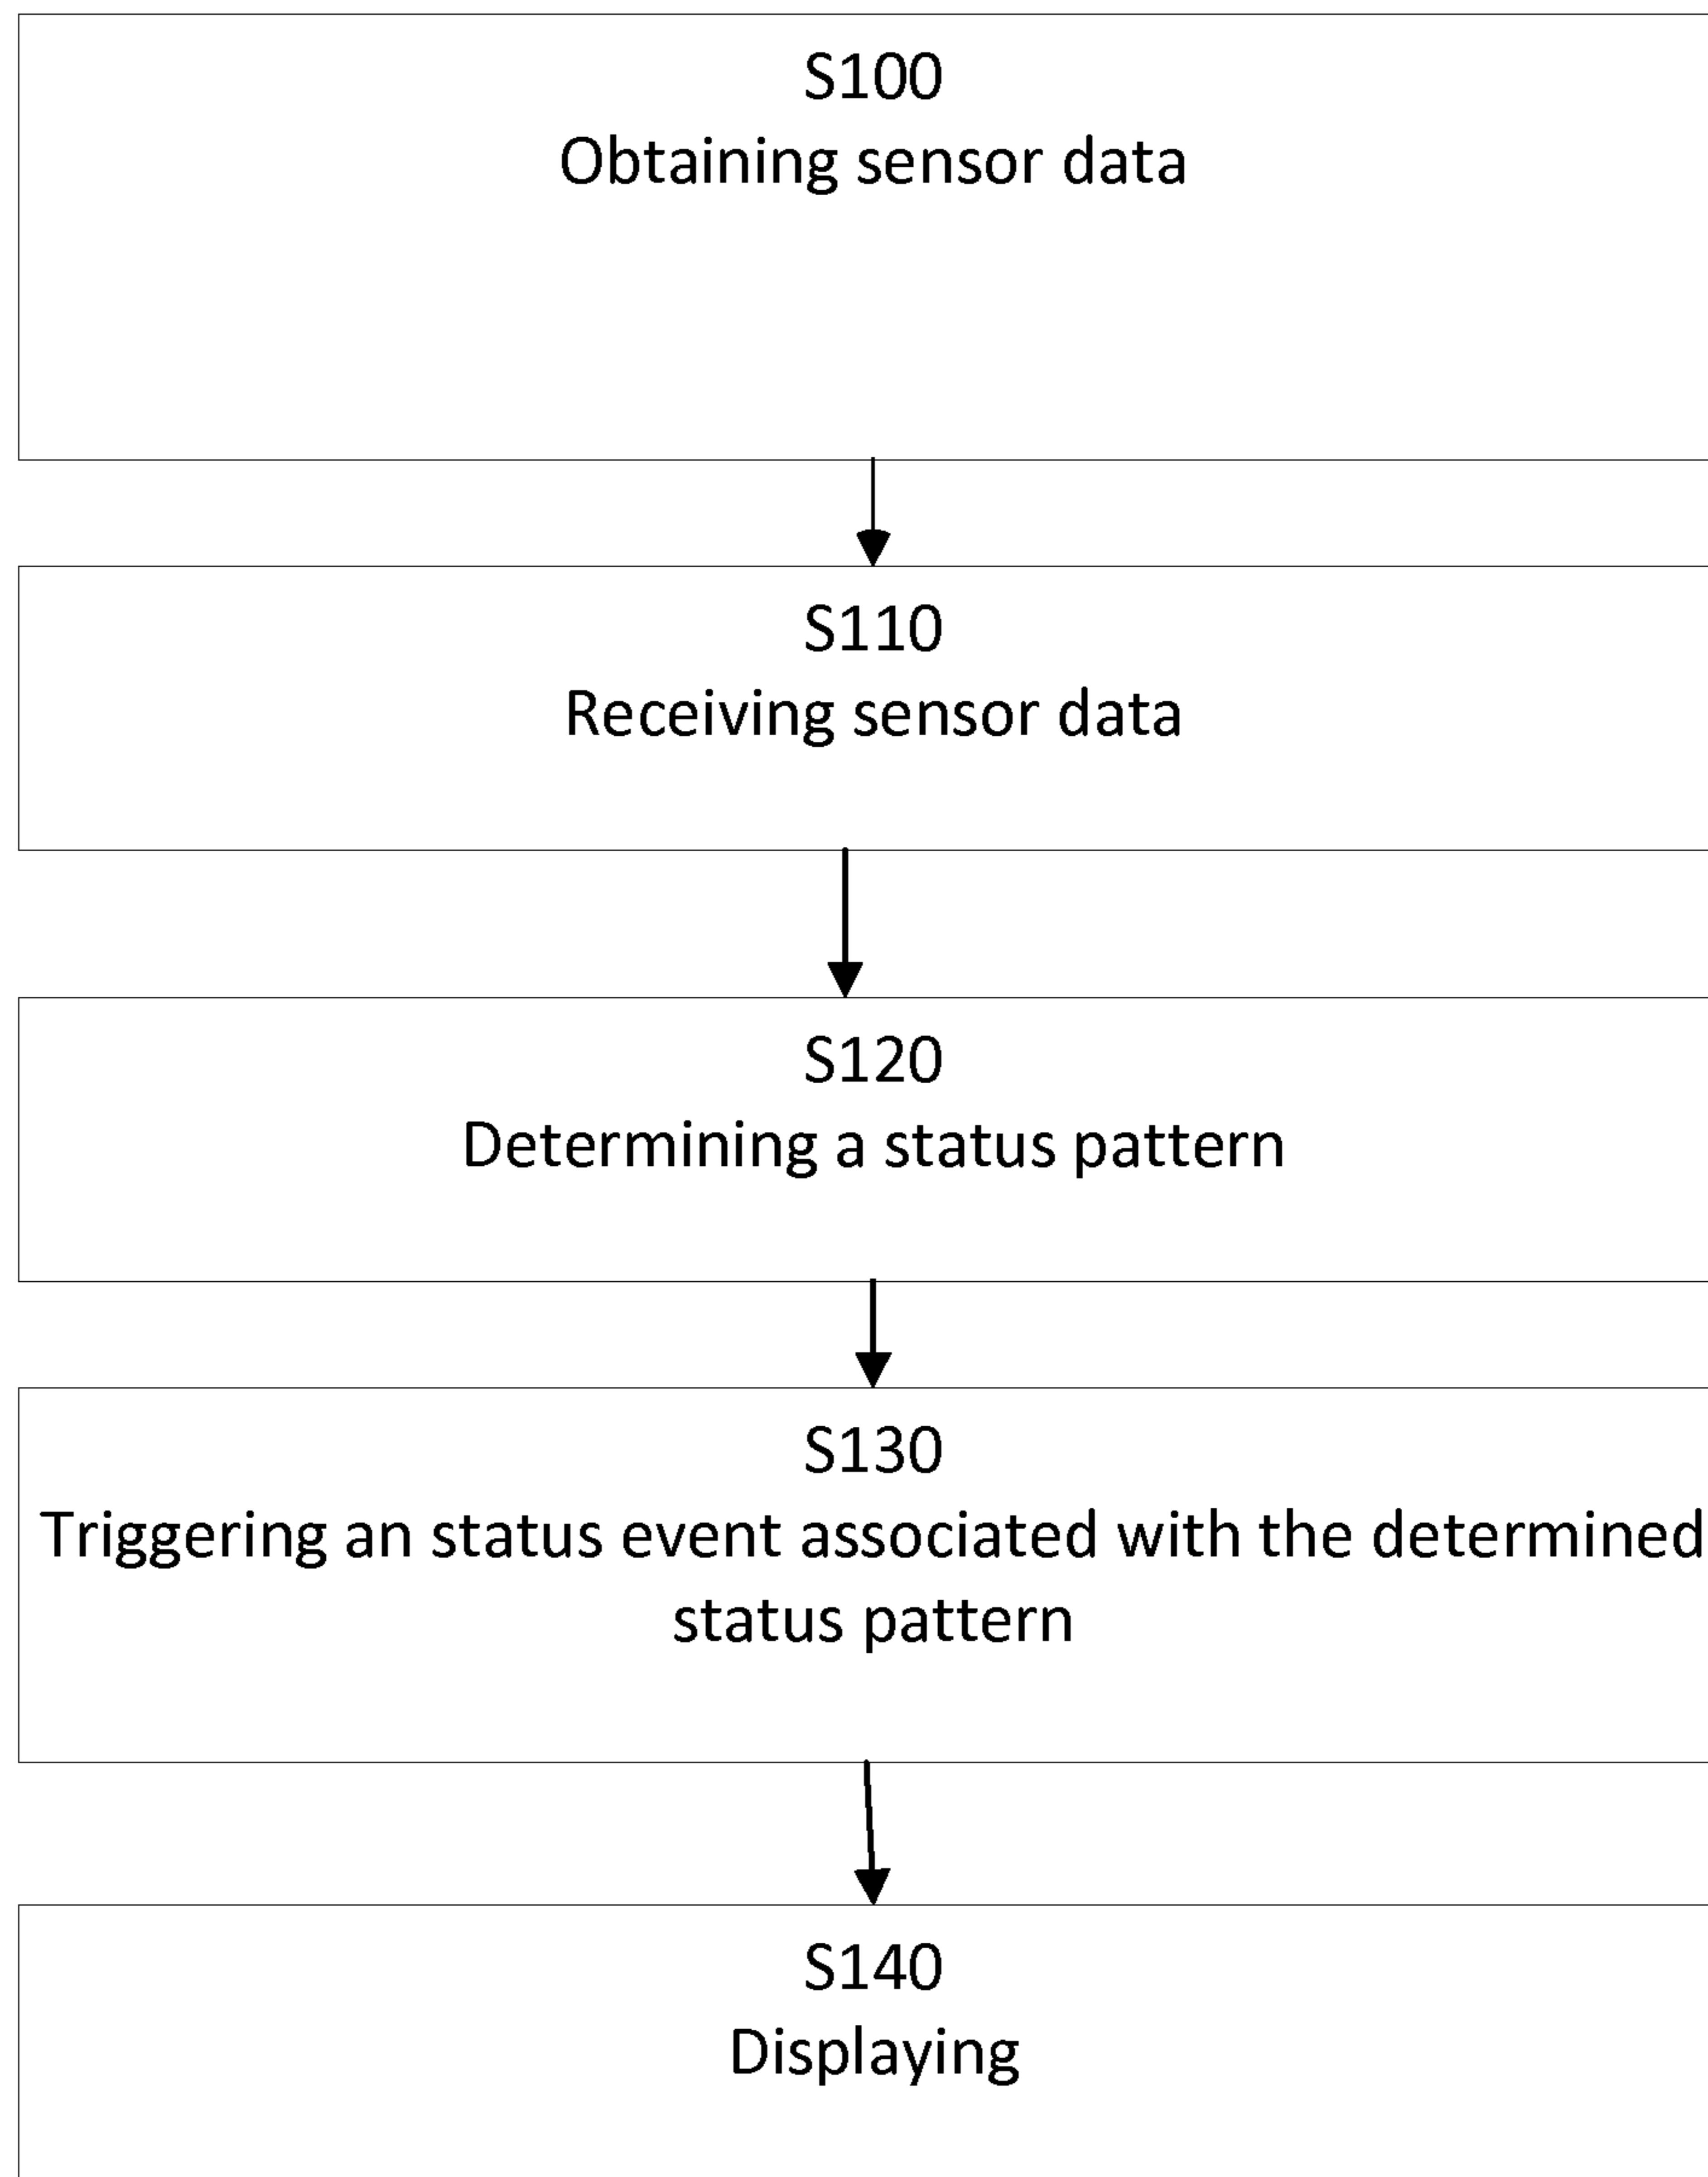 S100
Obtaining sensor data
S110
Receiving sensor data
S120
Determining a status pattern
S130
Triggering an status event associated with the determined
status pattern
S140
Displaying